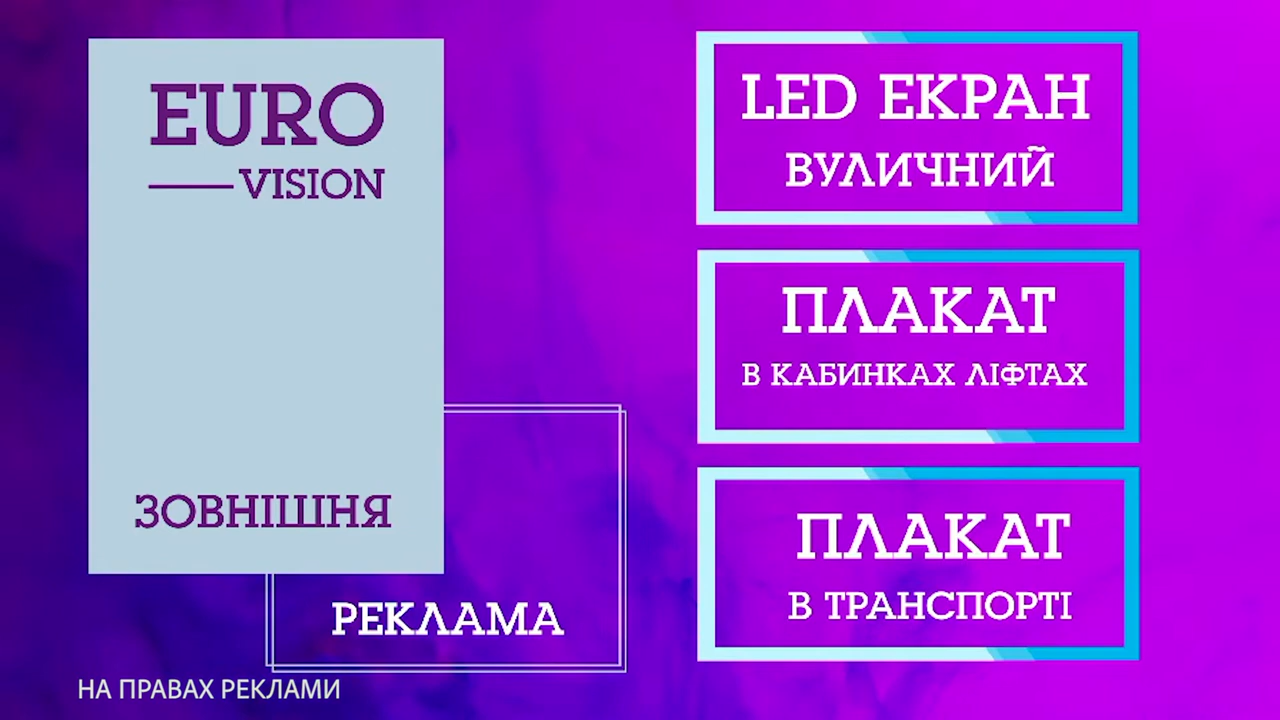 EURO
VISION
ЗОВНІШНЯ
РЕКЛАМА
НА ПРАВАХ РЕКЛАМИ
LED ЕКРАН
ВУЛИЧНИЙ
ПЛАКАТ
В КАБИНКАХ ЛІФТАХ
ПЛАКАТ
В ТРАНСПОРТІ